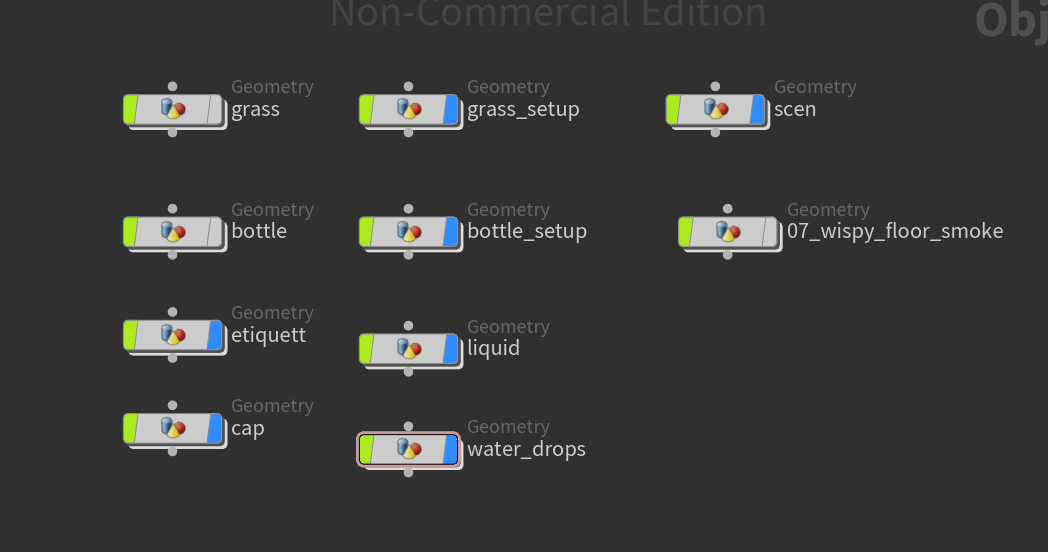 Non-Commercial Edition
Obj
Geometry
grass
Geometry
grass_setup
Geometry
scen
Geometry
bottle
Geometry
bottle_setup
Geometry
07_wispy_floor_smoke
Geometry
etiquett
Geometry
liquid
Geometry
cap
Geometry
water_drops